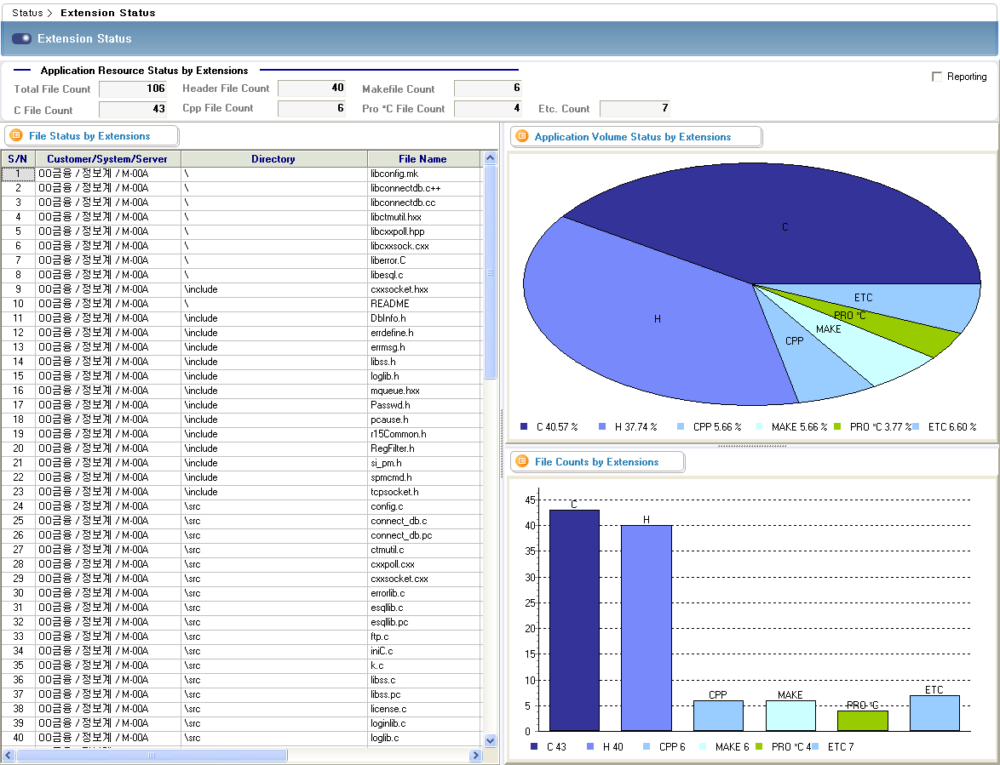 Status > Extension Status
Extension Status
Application Resource Status by Extensions
Reporting
Total File Count 106 Header File Count 40 Makefile Count 6
C File Count 43 Cpp File Count 6 Pro *C File Count 4 Etc. Count 7
File Status by Extensions
S/N Customer/System/Server Directory File Name
1 OO금융 / 정보계 / M-00A \ libconfig.mk
2 OO금융 / 정보계 / M-00A \ libconnectdb.c++
3 OO금융 / 정보계 / M-00A \ libconnectdb.cc
4 OO금융 / 정보계 / M-00A \ libctmutil.hxx
5 OO금융 / 정보계 / M-00A \ libcxxpoll.hpp
6 OO금융 / 정보계 / M-00A \ libcxxsock.cxx
7 OO금융 / 정보계 / M-00A \ liberror.C
8 OO금융 / 정보계 / M-00A \ libesql.c
9 OO금융 / 정보계 / M-00A \include cxxsocket.hxx
10 OO금융 / 정보계 / M-00A \ README
11 OO금융 / 정보계 / M-00A \include DbInfo.h
12 OO금융 / 정보계 / M-00A \include errdefine.h
13 OO금융 / 정보계 / M-00A \include errmsg.h
14 OO금융 / 정보계 / M-00A \include libss.h
15 OO금융 / 정보계 / M-00A \include loglib.h
16 OO금융 / 정보계 / M-00A \include mqueue.hxx
17 OO금융 / 정보계 / M-00A \include Passwd.h
18 OO금융 / 정보계 / M-00A \include pcause.h
19 OO금융 / 정보계 / M-00A \include r15Common.h
20 OO금융 / 정보계 / M-00A \include RegFilter.h
21 OO금융 / 정보계 / M-00A \include si_pm.h
22 OO금융 / 정보계 / M-00A \include spmcmd.h
23 OO금융 / 정보계 / M-00A \include tcpsocket.h
24 OO금융 / 정보계 / M-00A \src config.c
25 OO금융 / 정보계 / M-00A \src connect_db.c
26 OO금융 / 정보계 / M-00A \src connect_db.pc
27 OO금융 / 정보계 / M-00A \src ctmutil.c
28 OO금융 / 정보계 / M-00A \src cxxpoll.cxx
29 OO금융 / 정보계 / M-00A \src cxxsocket.cxx
30 OO금융 / 정보계 / M-00A \src errorlib.c
31 OO금융 / 정보계 / M-00A \src esqllib.c
32 OO금융 / 정보계 / M-00A \src esqllib.pc
33 OO금융 / 정보계 / M-00A \src ftp.c
34 OO금융 / 정보계 / M-00A \src iniC.c
35 OO금융 / 정보계 / M-00A \src k.c
36 OO금융 / 정보계 / M-00A \src libss.c
37 OO금융 / 정보계 / M-00A \src libss.pc
38 OO금융 / 정보계 / M-00A \src license.c
39 OO금융 / 정보계 / M-00A \src loginlib.c
40 OO금융 / 정보계 / M-00A \src loglib.c
Application Volume Status by Extensions
C
ETC
PRO *C
H
MAKE
CPP
C 40.57 % H 37.74 % CPP 5.66 % MAKE 5.66 % PRO *C 3.77 % ETC 6.60 %
File Counts by Extensions
45
C
H
40
35
30
25
20
15
10
CPP MAKE PRO *C ETC
5
0
C 43 H 40 CPP 6 MAKE 6 PRO *C 4 ETC 7